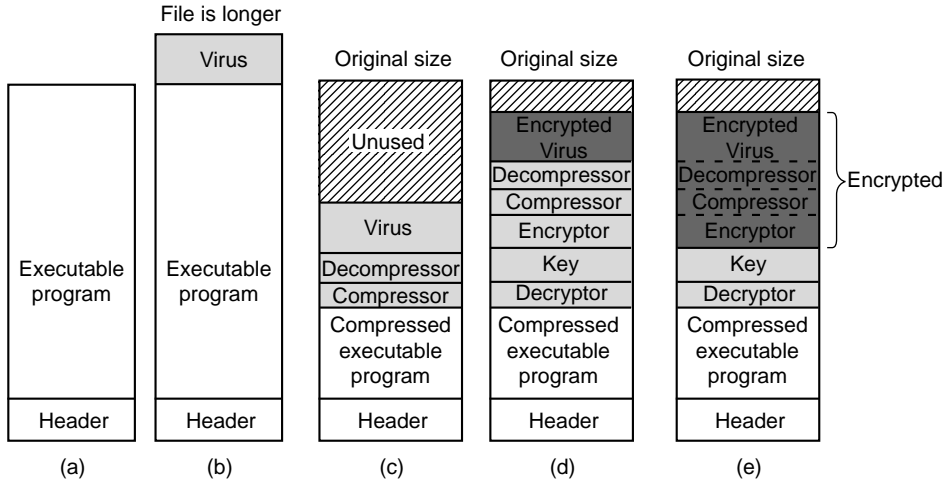 File is longer
Virus
Executable
program
Header
(a)
Executable
program
Header
(b)
Original size
Unused
Virus
Decompressor
Compressor
Compressed
executable
program
Header
(c)
Original size
Encrypted
Virus
Decompressor
Compressor
Encryptor
Key
Decryptor
Compressed
executable
program
Header
(d)
Original size
Encrypted
Virus
Decompressor
Compressor
Encryptor
Key
Decryptor
Compressed
executable
program
Header
(e)
Encrypted